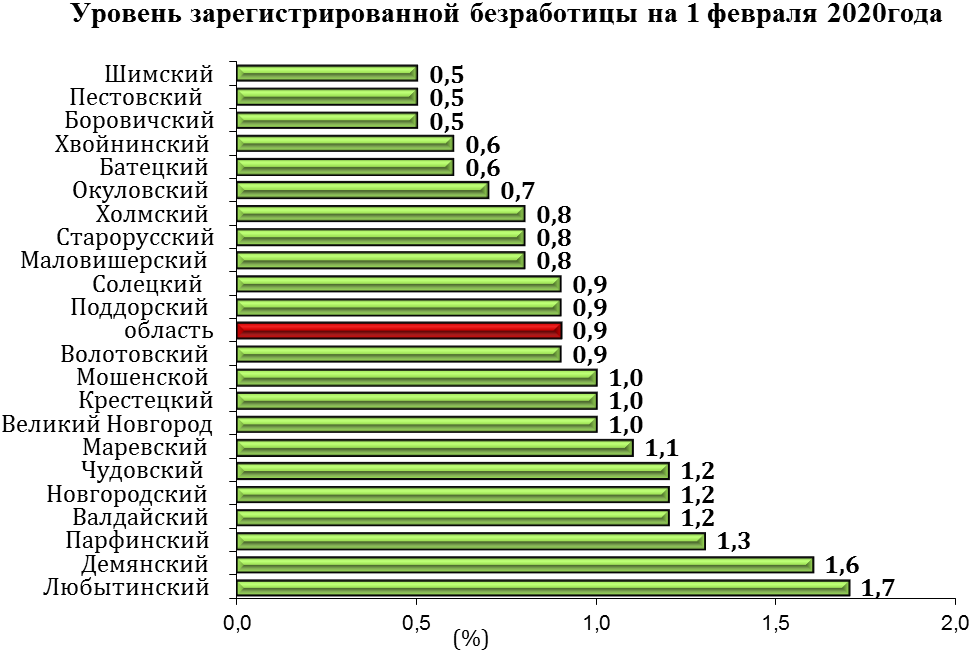 Уровень зарегистрированной безработицы на 1 февраля 2020года
Шимский 0,5
Пестовский 0,5
Боровичский 0,5
Хвойнинский 0,6
Батецкий 0,6
Окуловский 0,7
Холмский 0,8
Старорусский 0,8
Маловишерский 0,8
Солецкий 0,9
Поддорский 0,9
область 0,9
Волотовский 0,9
Мошенской 1,0
Крестецкий 1,0
Великий Новгород 1,0
Маревский 1,1
Чудовский 1,2
Новгородский 1,2
Валдайский 1,2
Парфинский 1,3
Демянский 1,6
Любытинский 1,7
0,0 0,5 1,0 1,5 2,0
(%)